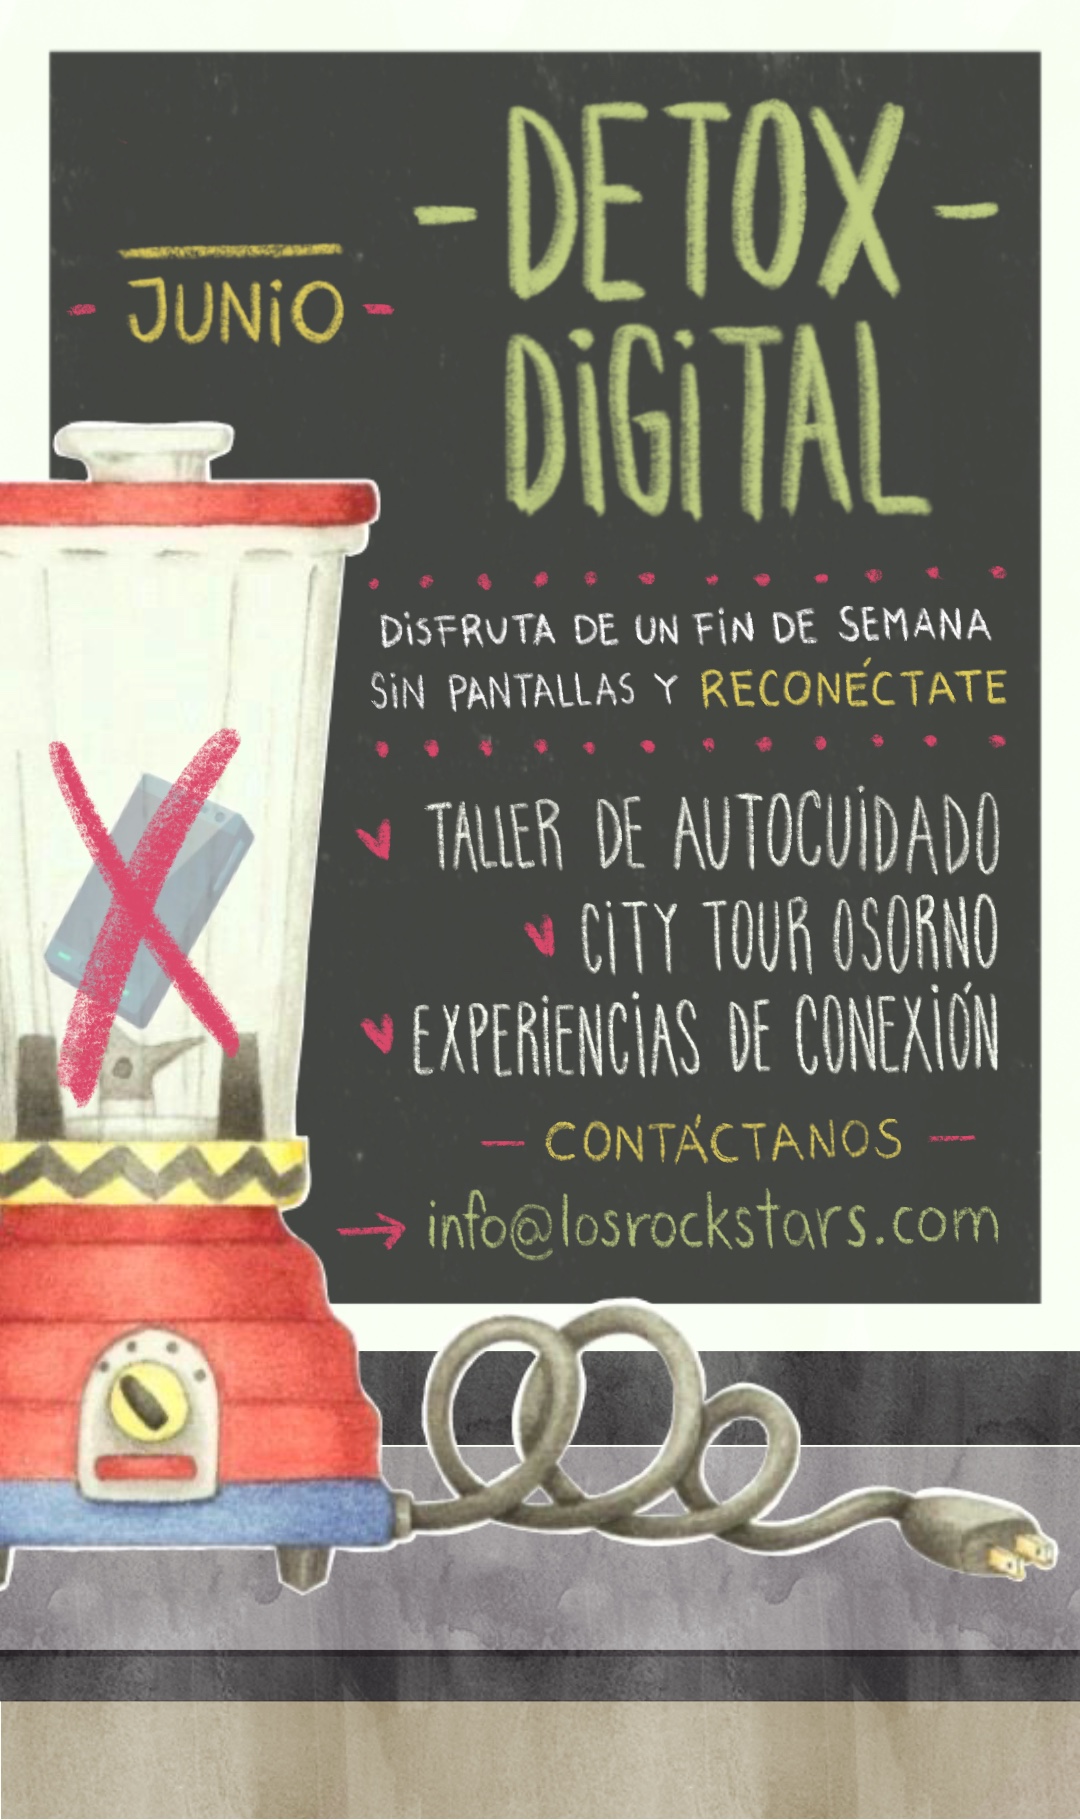 - DETOX -
DiGiTAL
- JUNiO -
DiSFRUTA DE UN FiN DE SEMANA
SiN PANTALLAS Y RECONÉCTATE
TALLER DE AUTOCUiDADO
CiTY TOUR OSORNO
EXPERiENCiAS DE CONEXiÓN
- CONTÁCTANOS -
→ info@losrockstars.com